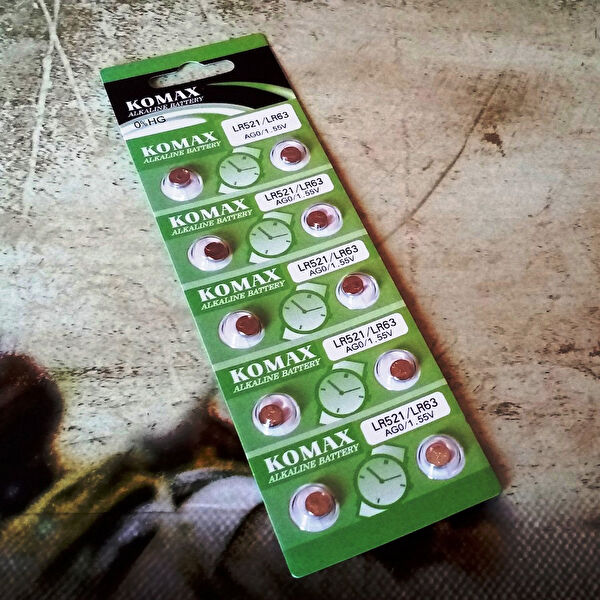 KOMAX
ALKALINE BATTERY
0%HG
KOMAX
ALKALINE BATTERY
LR521/LR63
AG0/1.55V
KOMAX
ALKALINE BATTERY
LR521/LR63
AG0/1.55V
KOMAX
ALKALINE BATTERY
LR521/LR63
AG0/1.55V
KOMAX
ALKALINE BATTERY
LR521/LR63
AG0/1.55V
KOMAX
ALKALINE BATTERY
LR521/LR63
AG0/1.55V